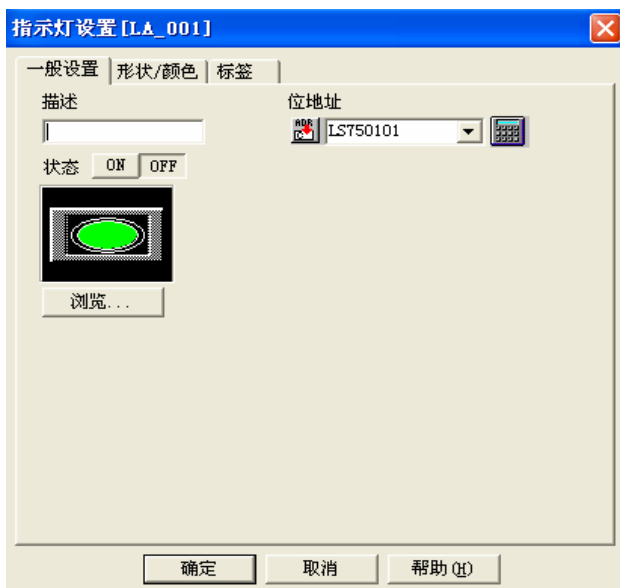 指示灯设置[LA_001]
一般设置 形状/颜色 标签
描述 位地址
LS750101
状态 ON OFF
浏览...
确定 取消 帮助(H)